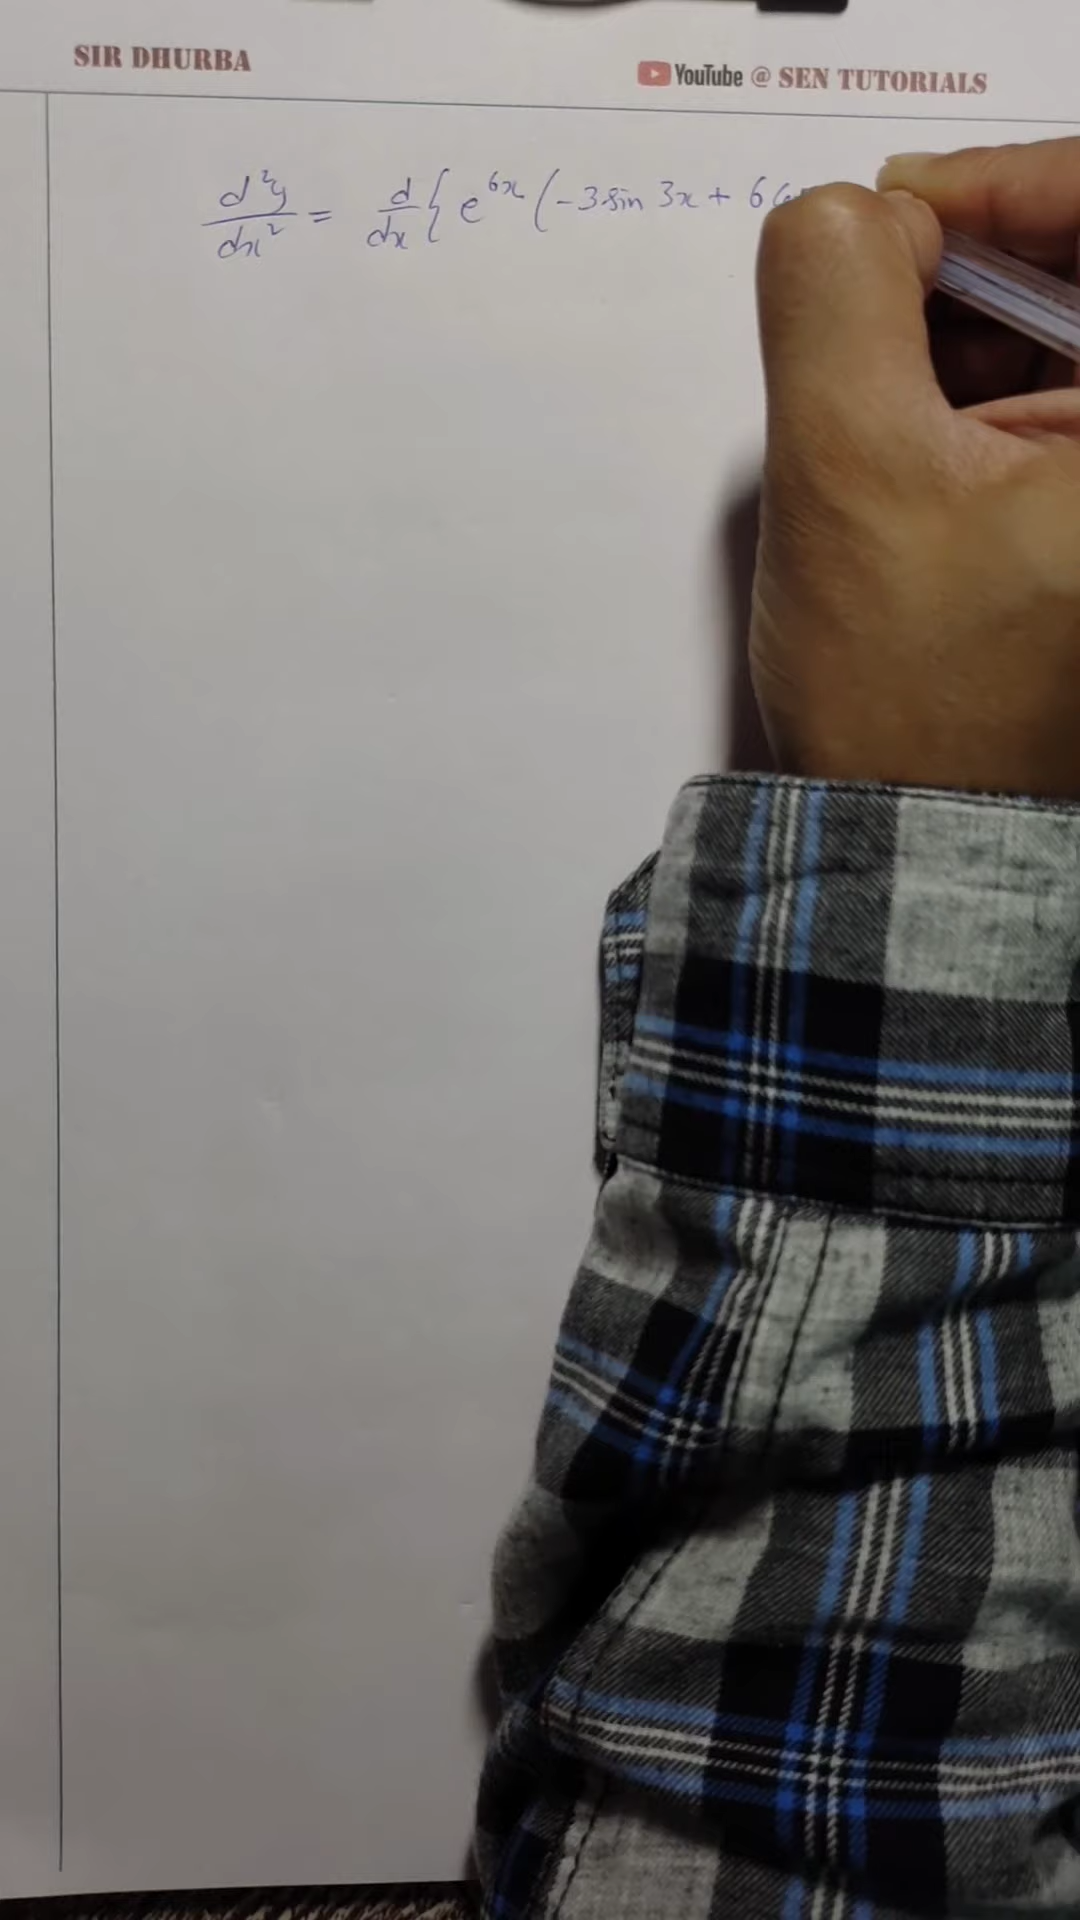 SIR DHURBA
YouTube @ SEN TUTORIALS
d²y/dx² = d/dx { e^6x (-3 sin 3x + 6